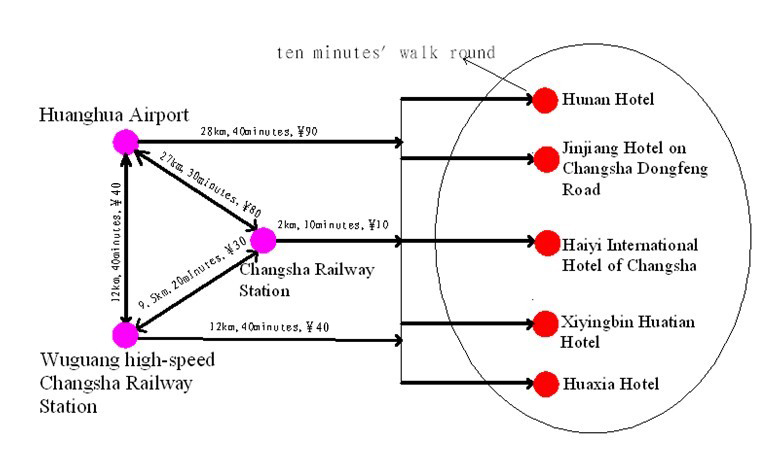 ten minutes' walk round
Huanghua Airport
28km,40minutes,¥90
Hunan Hotel
Jinjiang Hotel on
Changsha Dongfeng
Road
27km,30minutes,¥80
12km,40minutes,¥40
2km,10minutes,¥10
Haiyi International
Hotel of Changsha
9.5km,20minutes,¥30
Changsha Railway
Station
12km,40minutes,¥40
Xiyingbin Huatian
Hotel
Wuguang high-speed
Changsha Railway
Station
Huaxia Hotel